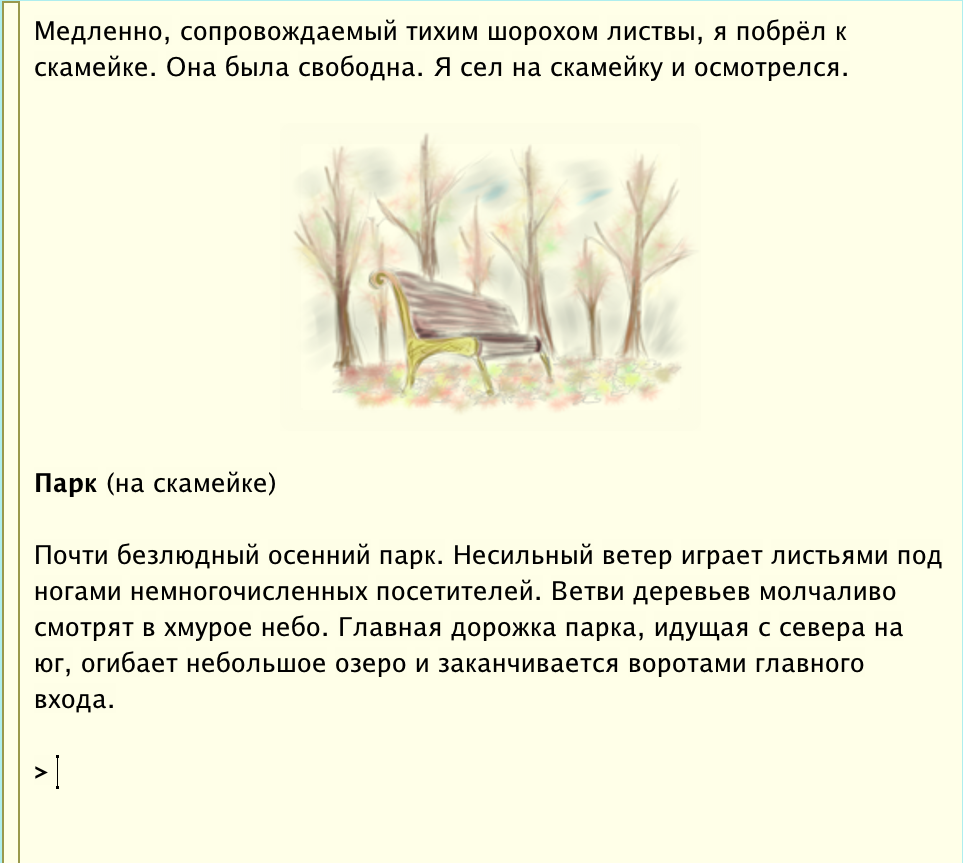 Медленно, сопровождаемый тихим шорохом листвы, я побрёл к
скамейке. Она была свободна. Я сел на скамейку и осмотрелся.
Парк (на скамейке)
Почти безлюдный осенний парк. Несильный ветер играет листьями под
ногами немногочисленных посетителей. Ветви деревьев молчаливо
смотрят в хмурое небо. Главная дорожка парка, идущая с севера на
юг, огибает небольшое озеро и заканчивается воротами главного
входа.
>